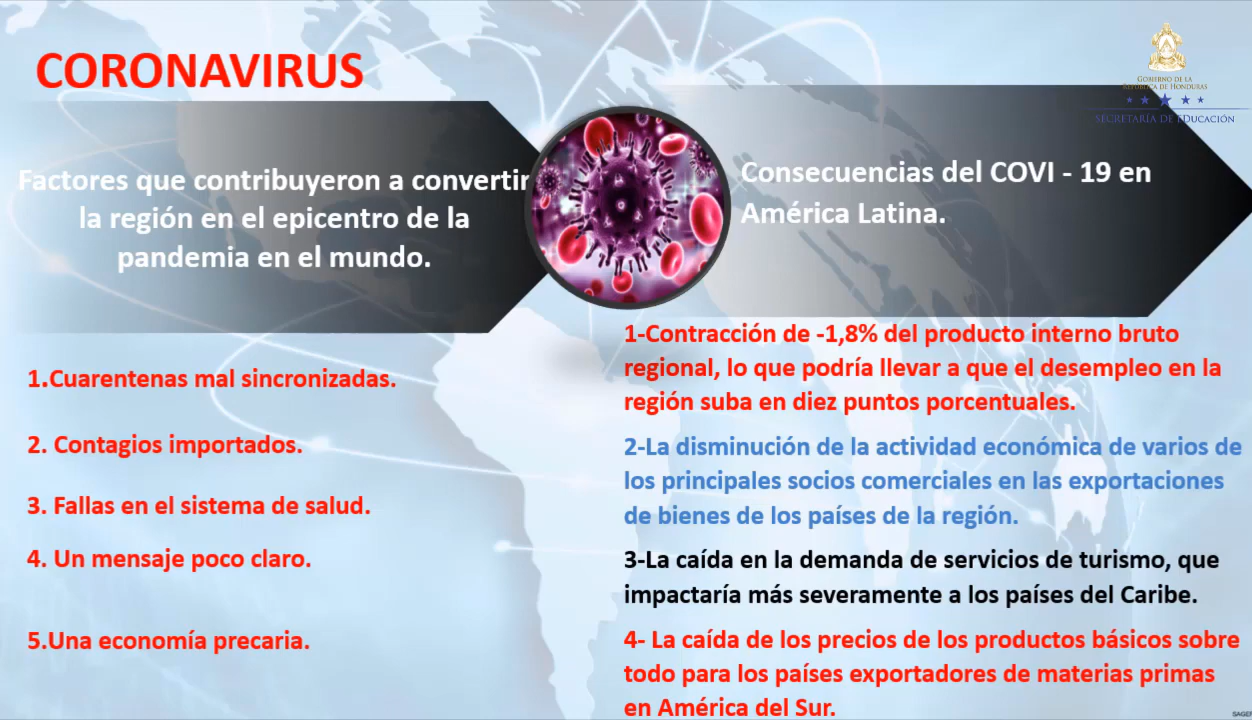 CORONAVIRUS
GOBIERNO DE LA
REPÚBLICA DE HONDURAS
SECRETARÍA DE EDUCACIÓN
Factores que contribuyeron a convertir
la región en el epicentro de la
pandemia en el mundo.
Consecuencias del COVI - 19 en
América Latina.
1.Cuarentenas mal sincronizadas.
2. Contagios importados.
3. Fallas en el sistema de salud.
4. Un mensaje poco claro.
5.Una economía precaria.
1-Contracción de -1,8% del producto interno bruto
regional, lo que podría llevar a que el desempleo en la
región suba en diez puntos porcentuales.
2-La disminución de la actividad económica de varios de
los principales socios comerciales en las exportaciones
de bienes de los países de la región.
3-La caída en la demanda de servicios de turismo, que
impactaría más severamente a los países del Caribe.
4- La caída de los precios de los productos básicos sobre
todo para los países exportadores de materias primas
en América del Sur.